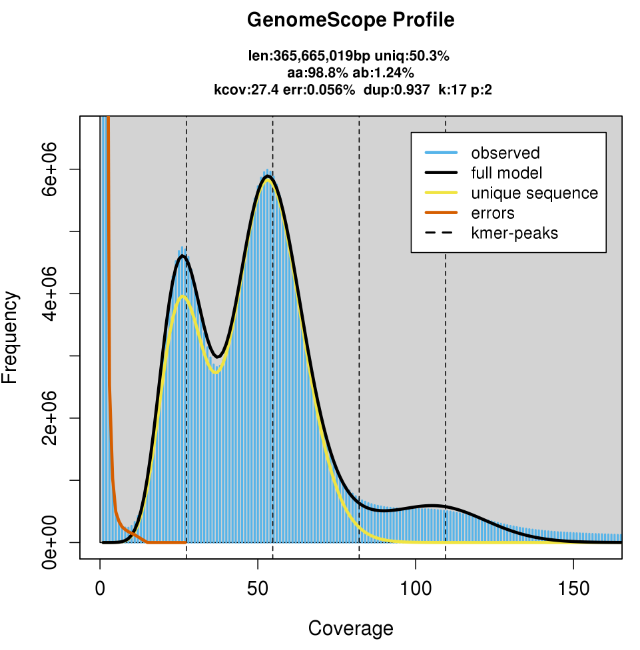 GenomeScope Profile
len:365,665,019bp uniq:50.3%
aa:98.8% ab:1.24%
kcov:27.4 err:0.056%  dup:0.937  k:17 p:2
observed
full model
unique sequence
errors
kmer-peaks
Frequency
6e+06
4e+06
2e+06
0e+00
0
50
100
150
Coverage